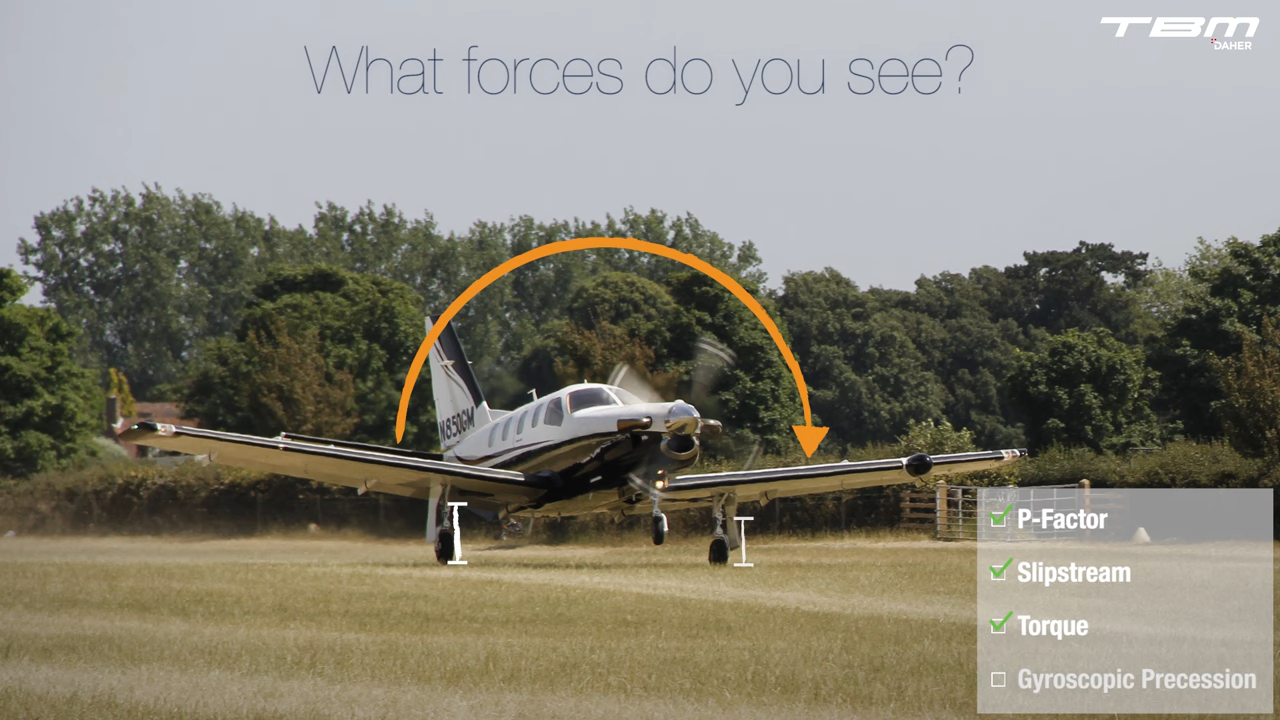 TBM
DAHER
What forces do you see?
N850GM
P-Factor
Slipstream
Torque
Gyroscopic Precession